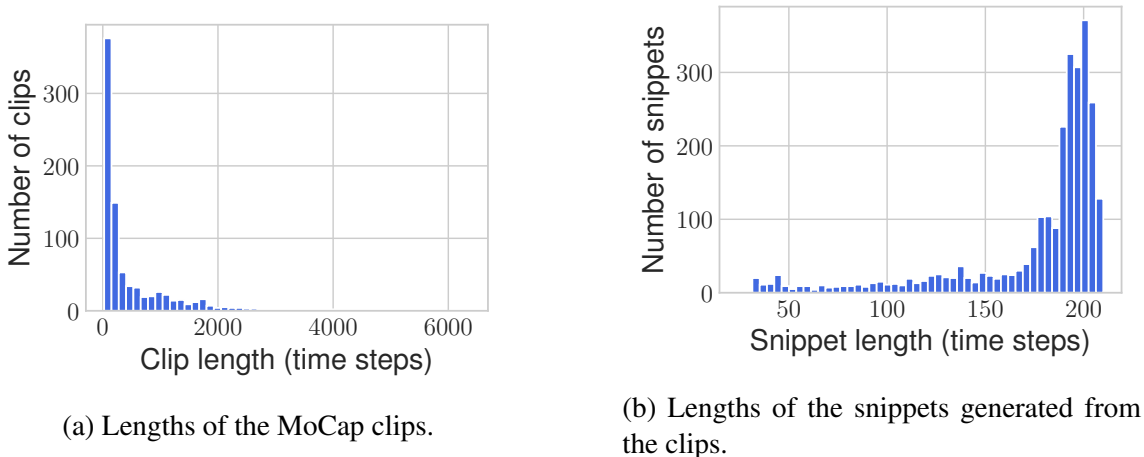 Number of clips
300
200
100
0
0 2000 4000 6000
Clip length (time steps)
(a) Lengths of the MoCap clips.
Number of snippets
300
200
100
0
50 100 150 200
Snippet length (time steps)
(b) Lengths of the snippets generated from
the clips.